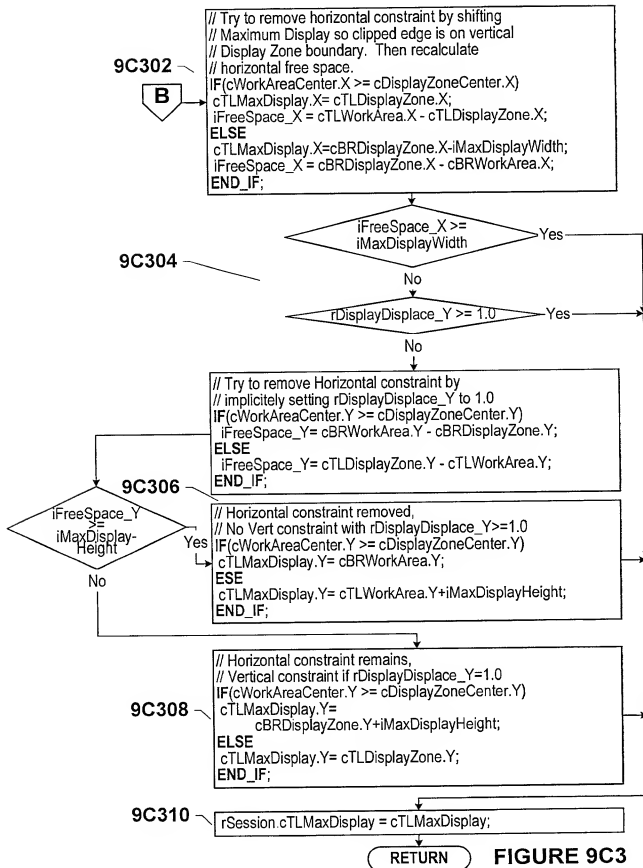 // Try to remove horizontal constraint by shifting
// Maximum Display so clipped edge is on vertical
// Display Zone boundary. Then recalculate
// horizontal free space.
IF(cWorkAreaCenter.X >= cDisplayZoneCenter.X)
cTLMaxDisplay.X= cTLDisplayZone.X;
iFreeSpace_X = cTLWorkArea.X - cTLDisplayZone.X;
ELSE
cTLMaxDisplay.X=cBRDisplayZone.X-iMaxDisplayWidth;
iFreeSpace_X = cBRDisplayZone.X - cBRWorkArea.X;
END_IF;
9C302
B
iFreeSpace_X >=
iMaxDisplayWidth
Yes
No
9C304
rDisplayDisplace_Y >= 1.0
Yes
No
// Try to remove Horizontal constraint by
// implicitely setting rDisplayDisplace_Y to 1.0
IF(cWorkAreaCenter.Y >= cDisplayZoneCenter.Y)
iFreeSpace_Y= cBRWorkArea.Y - cBRDisplayZone.Y;
ELSE
iFreeSpace_Y= cTLDisplayZone.Y - cTLWorkArea.Y;
END_IF;
iFreeSpace_Y
>=
iMaxDisplay-
Height
Yes
No
9C306
// Horizontal constraint removed,
// No Vert constraint with rDisplayDisplace_Y>=1.0
IF(cWorkAreaCenter.Y >= cDisplayZoneCenter.Y)
cTLMaxDisplay.Y= cBRWorkArea.Y;
ESE
cTLMaxDisplay.Y= cTLWorkArea.Y+iMaxDisplayHeight;
END_IF;
// Horizontal constraint remains,
// Vertical constraint if rDisplayDisplace_Y=1.0
IF(cWorkAreaCenter.Y >= cDisplayZoneCenter.Y)
cTLMaxDisplay.Y=
cBRDisplayZone.Y+iMaxDisplayHeight;
ELSE
cTLMaxDisplay.Y= cTLDisplayZone.Y;
END_IF;
9C308
9C310
rSession.cTLMaxDisplay = cTLMaxDisplay;
RETURN
FIGURE 9C3